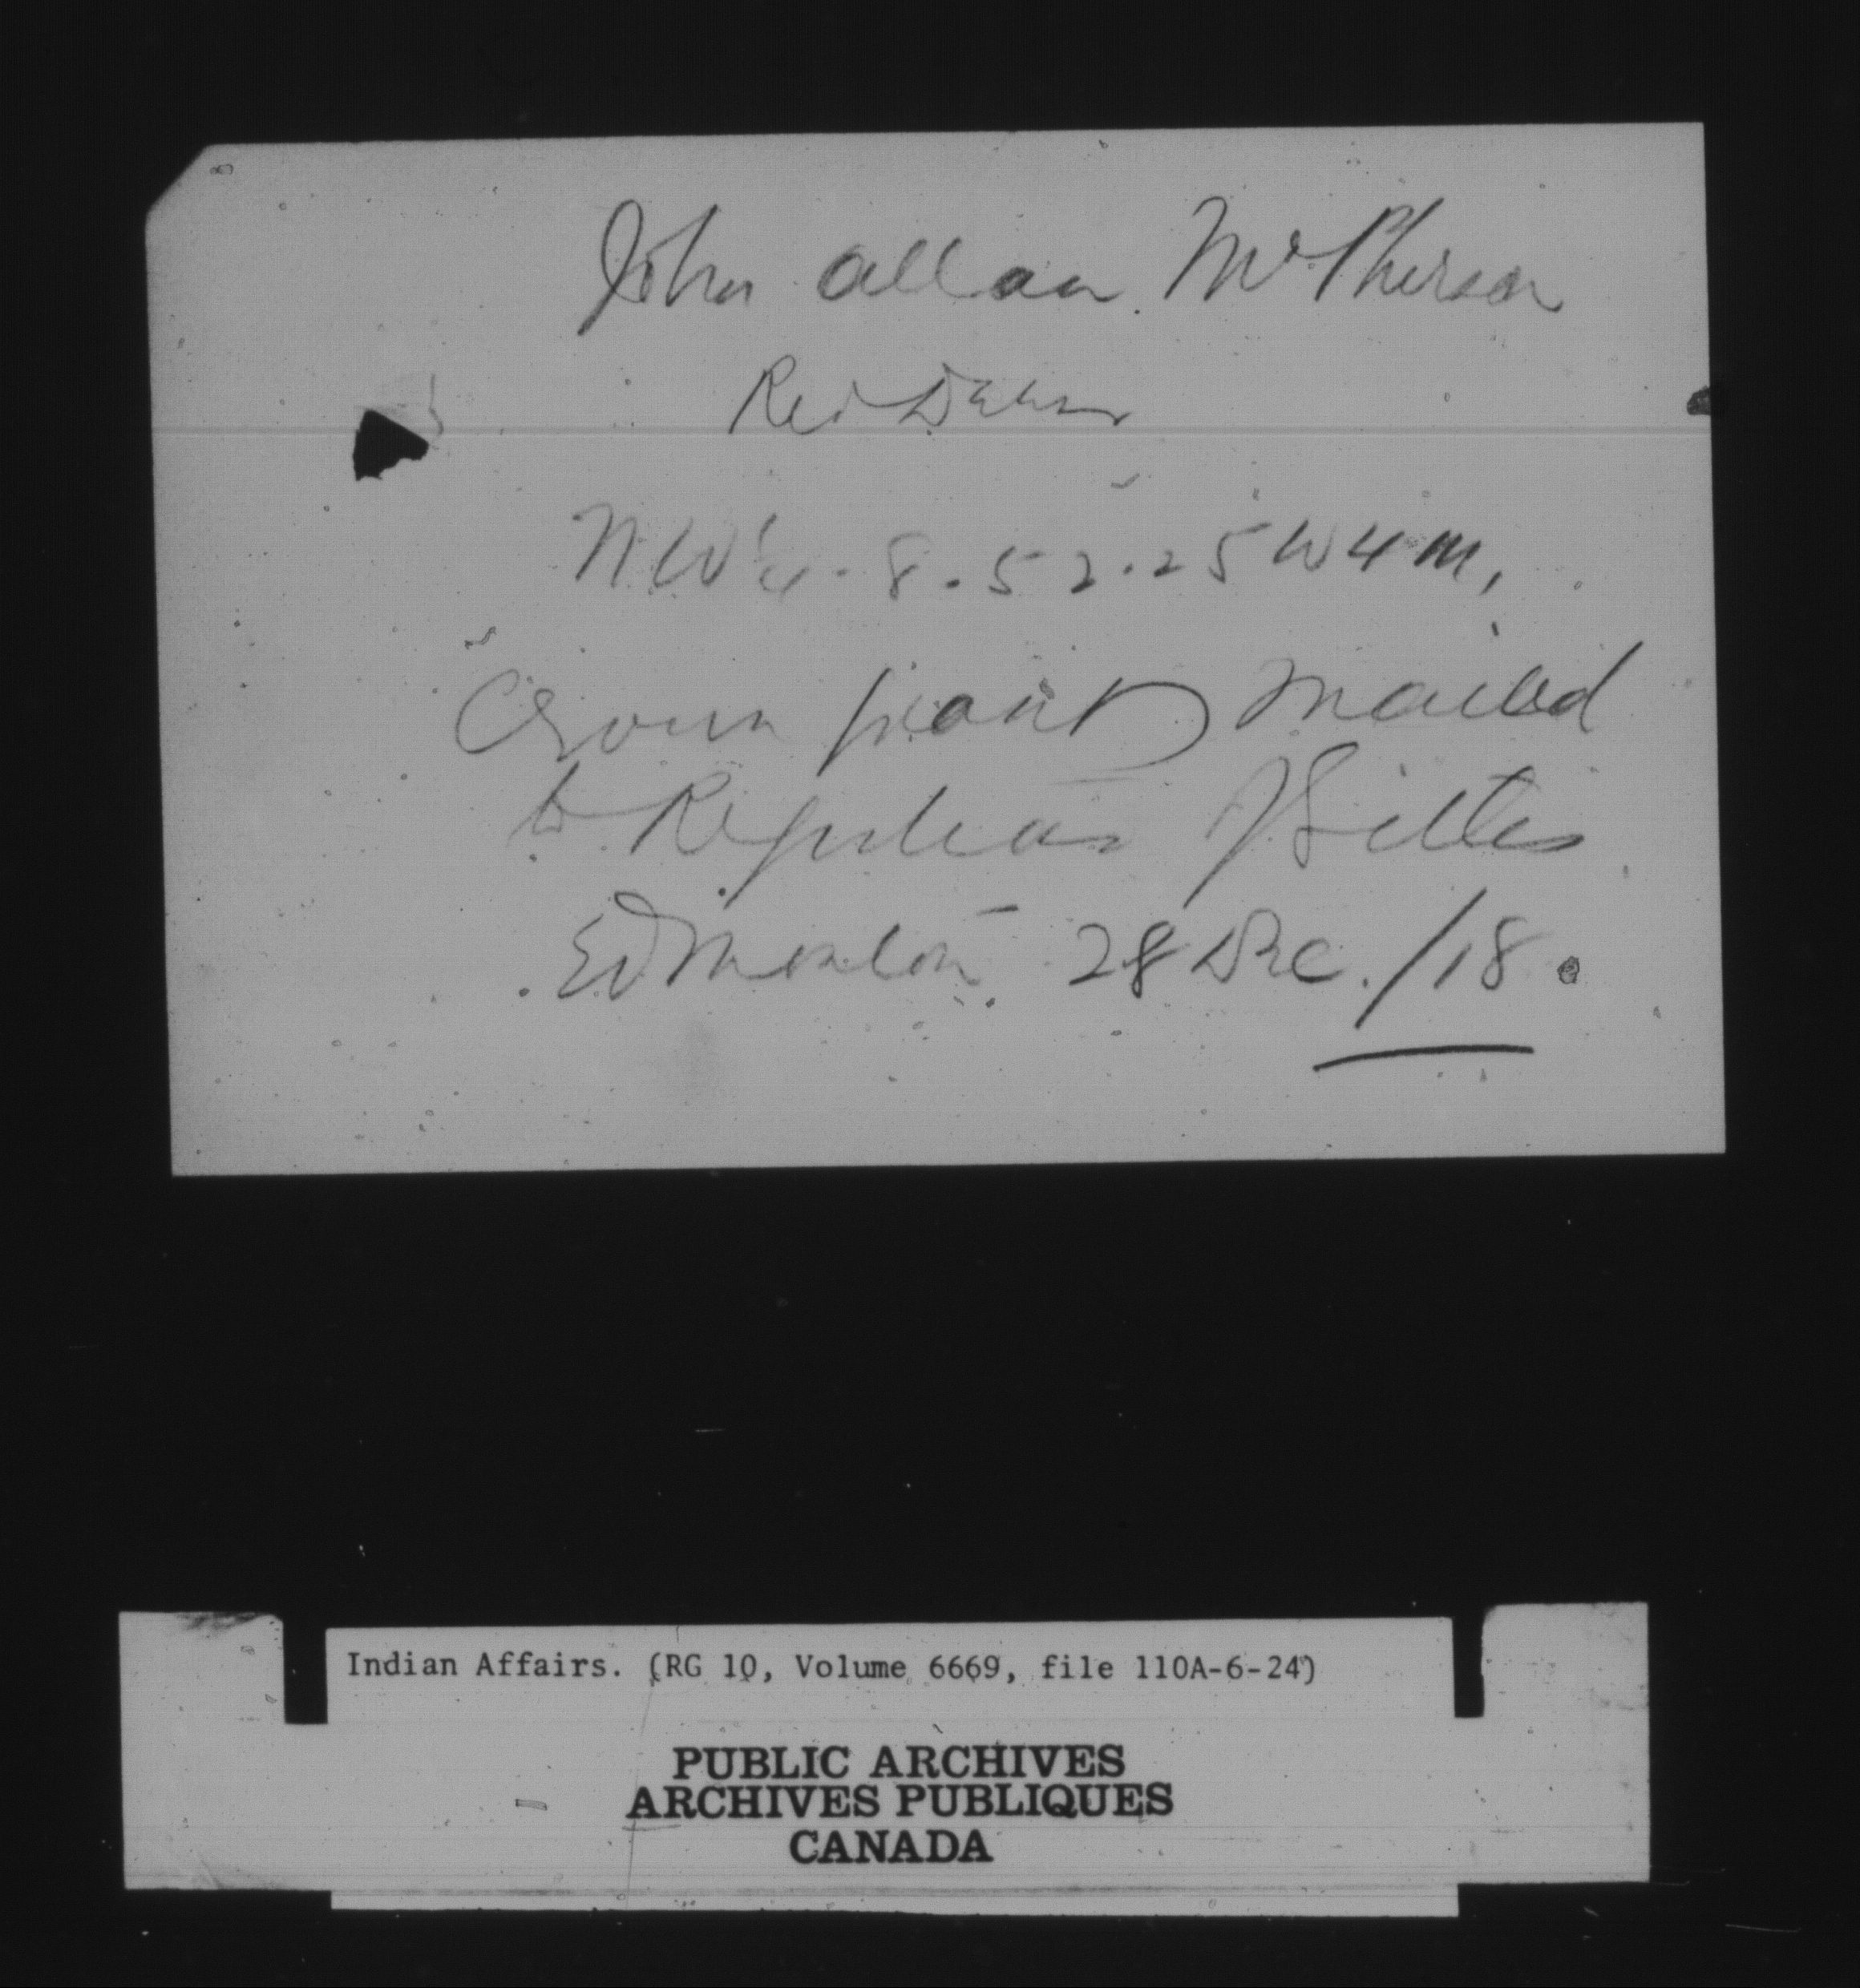 John Allan McPherson
Red Deer
NW¼.8.52.25W4M,
Crown grant mailed
to Registrar of Titles
Edmonton 28 Dec./18.
Indian Affairs. (RG 10, Volume 6669, file 110A-6-24)
PUBLIC ARCHIVES
ARCHIVES PUBLIQUES
CANADA